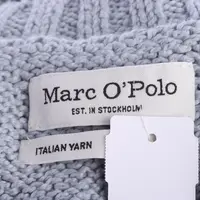 Marc O'Polo
EST. IN STOCKHOLM
ITALIAN YARN